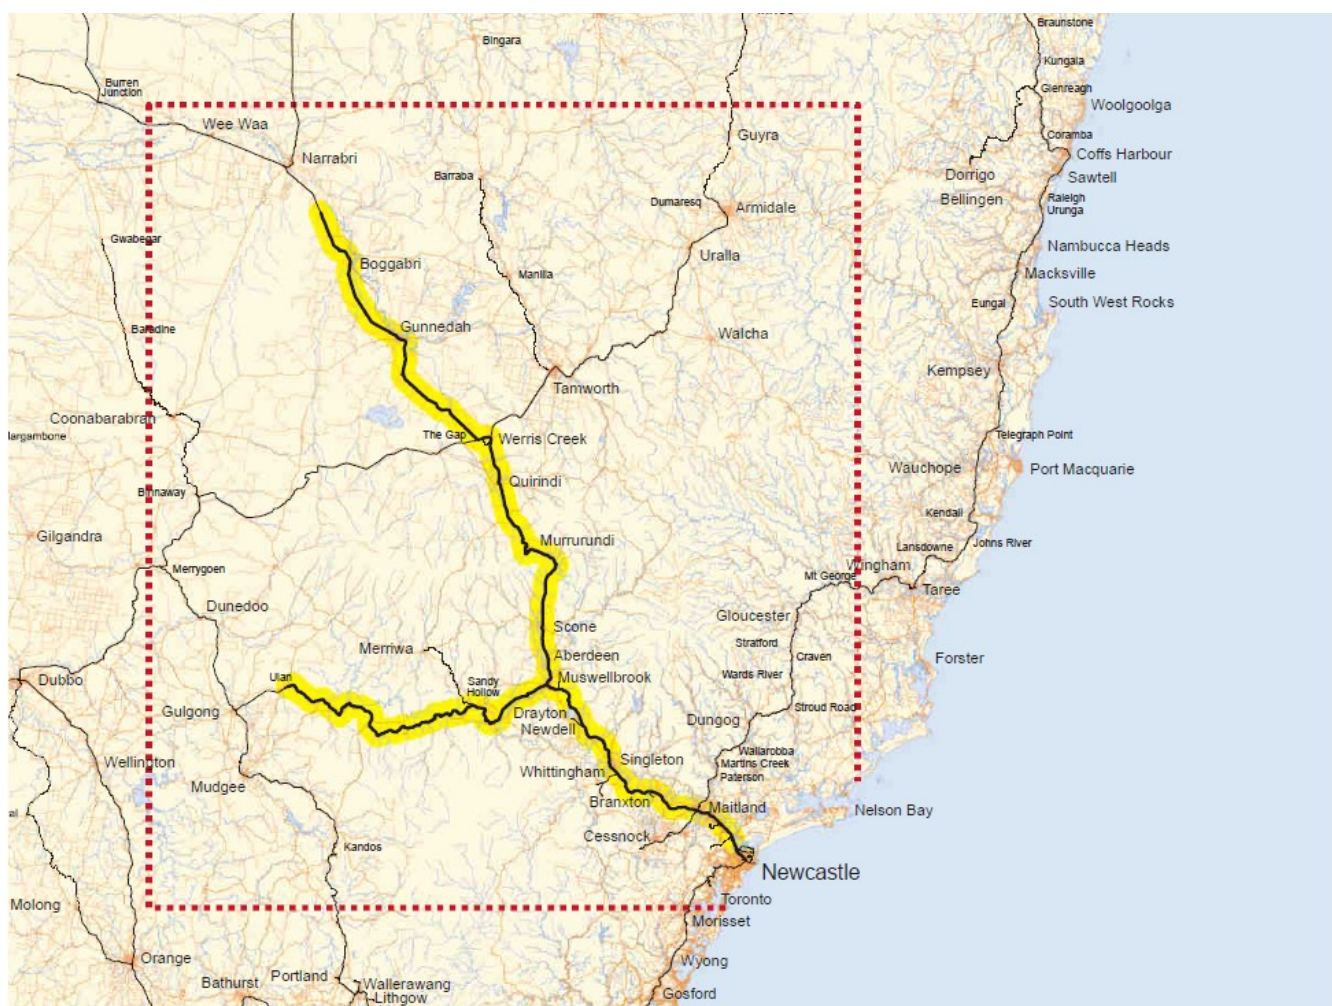 Bingara
Braunstone
Kungala
Burren
Junction
Glenreagh
Woolgoolga
Wee Waa
Guyra
Coramba
Narrabri
Coffs Harbour
Barraba
Dorrigo
Sawtell
Dumaresq
Armidale
Bellingen
Raleigh
Urunga
Gwabegar
Uralla
Nambucca Heads
Boggabri
Manilla
Macksville
Eungai
South West Rocks
Baradine
Gunnedah
Walcha
Kempsey
Tamworth
Coonabarabran
The Gap
Werris Creek
Telegraph Point
Wauchope
Port Macquarie
Quirindi
Binnaway
Kendall
Gilgandra
Murrurundi
Lansdowne
Johns River
Merrygoen
Wingham
Mt George
Taree
Dunedoo
Gloucester
Scone
Stratford
Merriwa
Aberdeen
Craven
Forster
Dubbo
Ulan
Sandy
Hollow
Muswellbrook
Wards River
Gulgong
Drayton
Newdell
Dungog
Stroud Road
Wallarobba
Wellington
Singleton
Martins Creek
Whittingham
Paterson
Mudgee
Branxton
Maitland
Nelson Bay
Cessnock
Kandos
Newcastle
Toronto
Molong
Morisset
Orange
Wyong
Portland
Bathurst
Wallerawang
Lithgow
Gosford